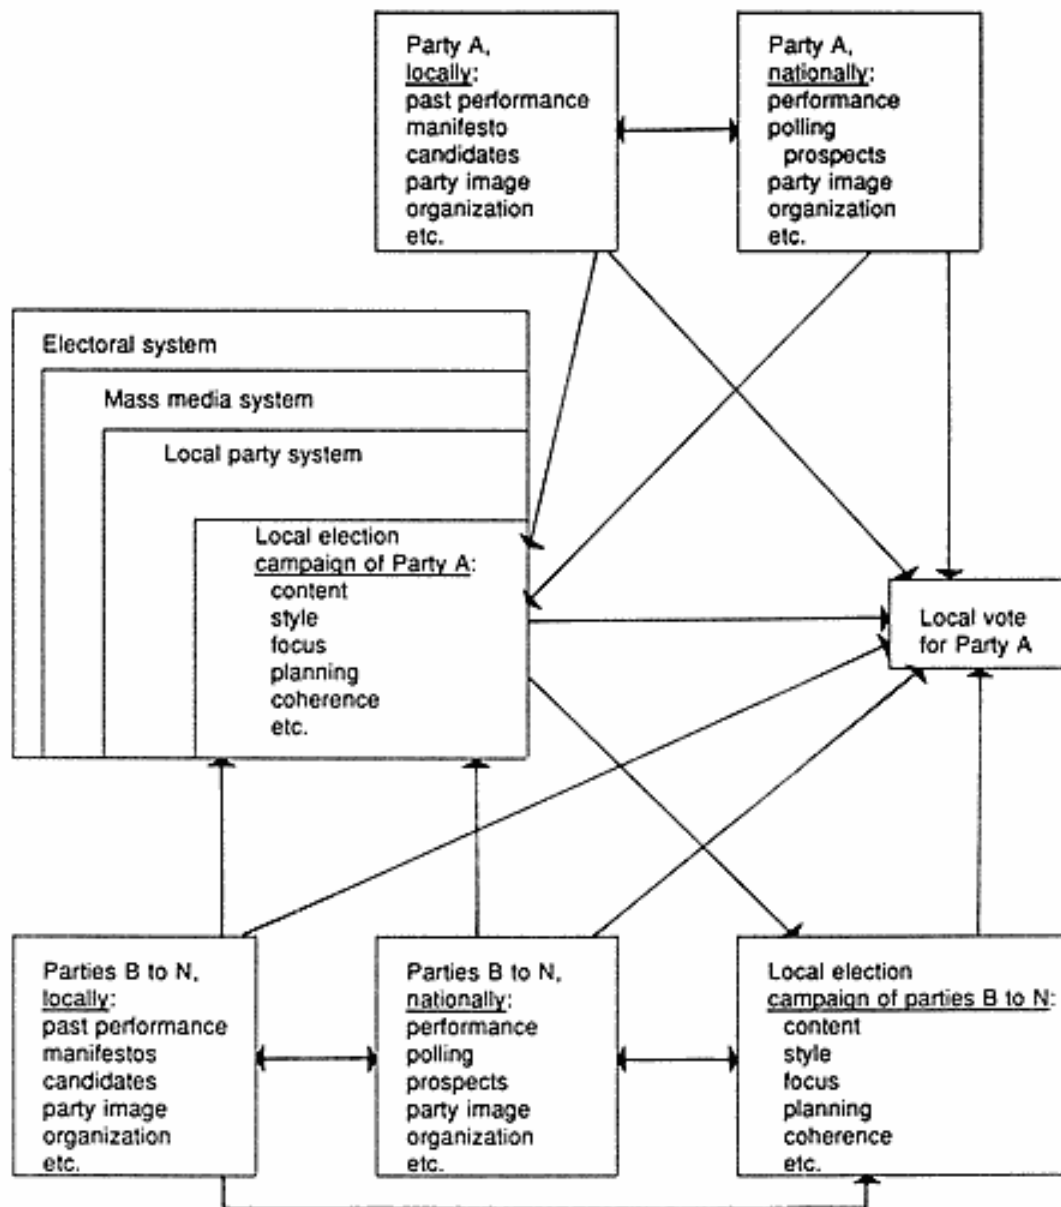 Party A,
locally:
past performance
manifesto
candidates
party image
organization
etc.
Party A,
nationally:
performance
polling
prospects
party image
organization
etc.
Electoral system
Mass media system
Local party system
Local election
campaign of Party A:
content
style
focus
planning
coherence
etc.
Local vote
for Party A
Parties B to N,
locally:
past performance
manifestos
candidates
party image
organization
etc.
Parties B to N,
nationally:
performance
polling
prospects
party image
organization
etc.
Local election
campaign of parties B to N:
content
style
focus
planning
coherence
etc.